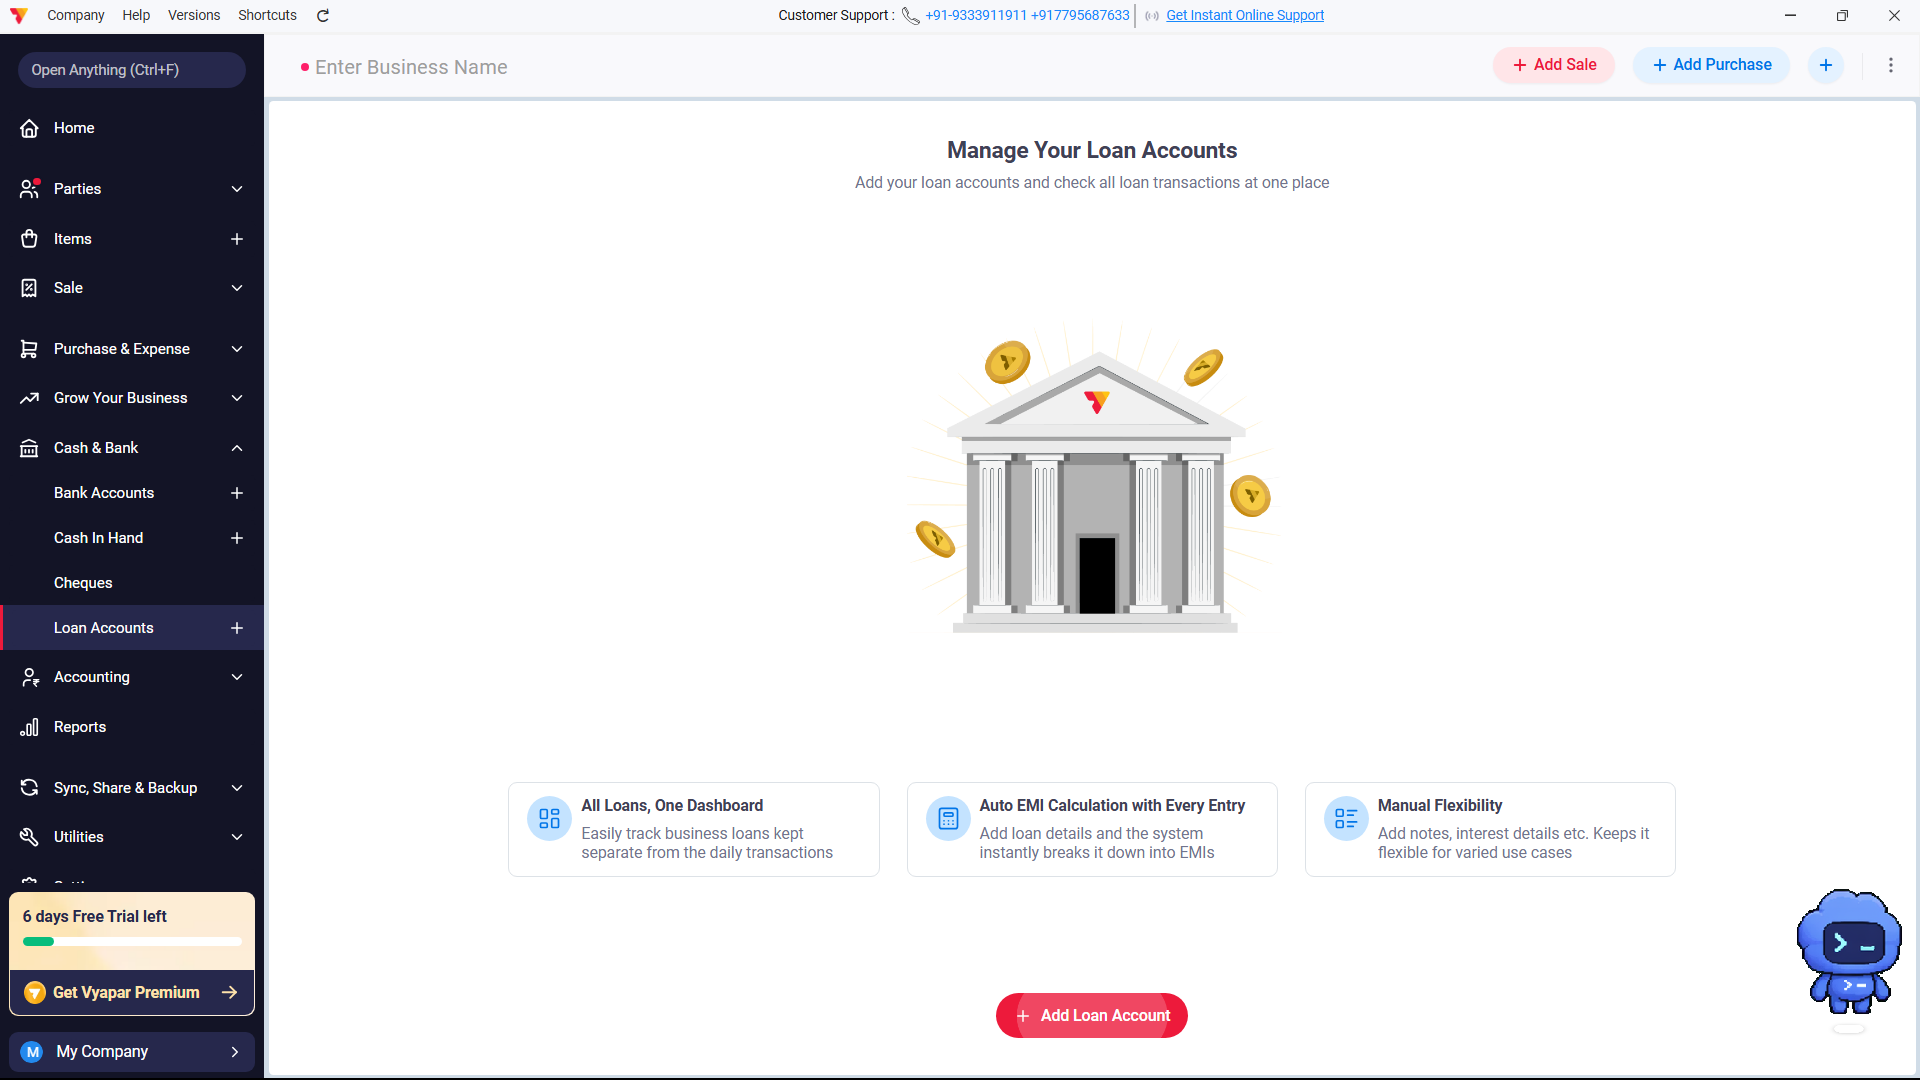 Company Help Versions Shortcuts
Customer Support : +91-9333911911 +917795687633 Get Instant Online Support
Open Anything (Ctrl+F)
Enter Business Name
Add Sale
Add Purchase
Home
Parties
Items
Sale
Purchase & Expense
Grow Your Business
Cash & Bank
Bank Accounts
Cash In Hand
Cheques
Loan Accounts
Accounting
Reports
Sync, Share & Backup
Utilities
6 days Free Trial left
Get Vyapar Premium
M My Company
Manage Your Loan Accounts
Add your loan accounts and check all loan transactions at one place
All Loans, One Dashboard
Easily track business loans kept
separate from the daily transactions
Auto EMI Calculation with Every Entry
Add loan details and the system
instantly breaks it down into EMIs
Manual Flexibility
Add notes, interest details etc. Keeps it
flexible for varied use cases
Add Loan Account